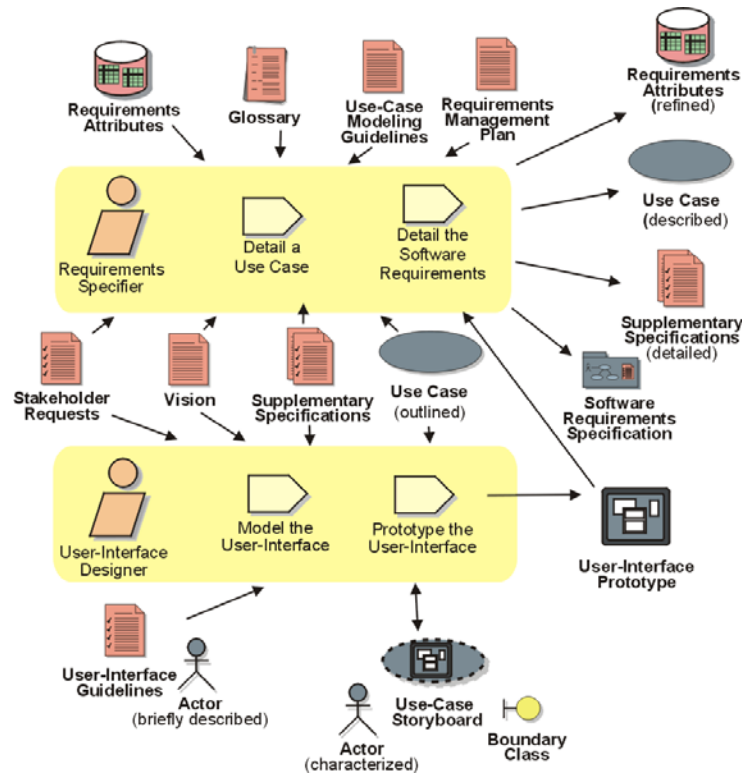 Requirements
Attributes
Glossary
Use-Case
Modeling
Guidelines
Requirements
Management
Plan
Requirements
Attributes
(refined)
Use Case
(described)
Requirements
Specifier
Detail a
Use Case
Detail the
Software
Requirements
Supplementary
Specifications
(detailed)
Stakeholder
Requests
Vision
Supplementary
Specifications
Use Case
(outlined)
Software
Requirements
Specification
User-Interface
Designer
Model the
User-Interface
Prototype the
User-Interface
User-Interface
Prototype
User-Interface
Guidelines
Actor
(briefly described)
Actor
(characterized)
Use-Case
Storyboard
Boundary
Class